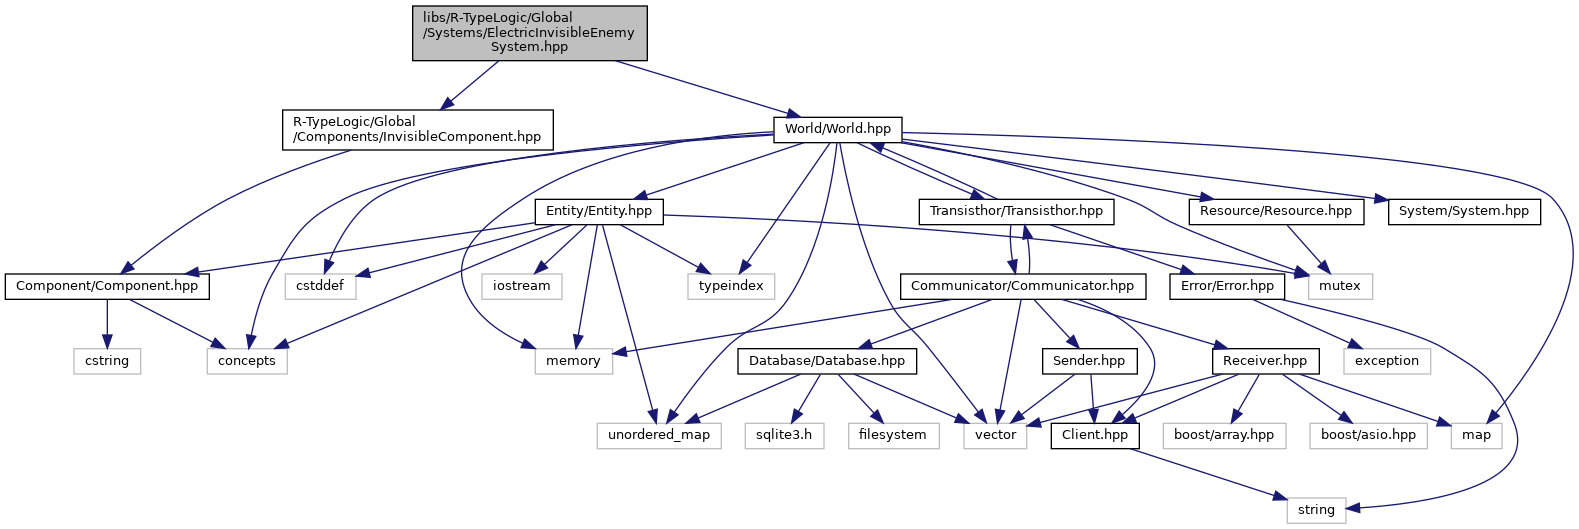 libs/R-TypeLogic/Global
/Systems/ElectricInvisibleEnemy
System.hpp
R-TypeLogic/Global
/Components/InvisibleComponent.hpp
World/World.hpp
Entity/Entity.hpp
Transisthor/Transisthor.hpp
Resource/Resource.hpp
System/System.hpp
Component/Component.hpp
cstddef
iostream
typeindex
Communicator/Communicator.hpp
Error/Error.hpp
mutex
cstring
concepts
memory
Database/Database.hpp
Sender.hpp
Receiver.hpp
exception
unordered_map
sqlite3.h
filesystem
vector
Client.hpp
boost/array.hpp
boost/asio.hpp
map
string